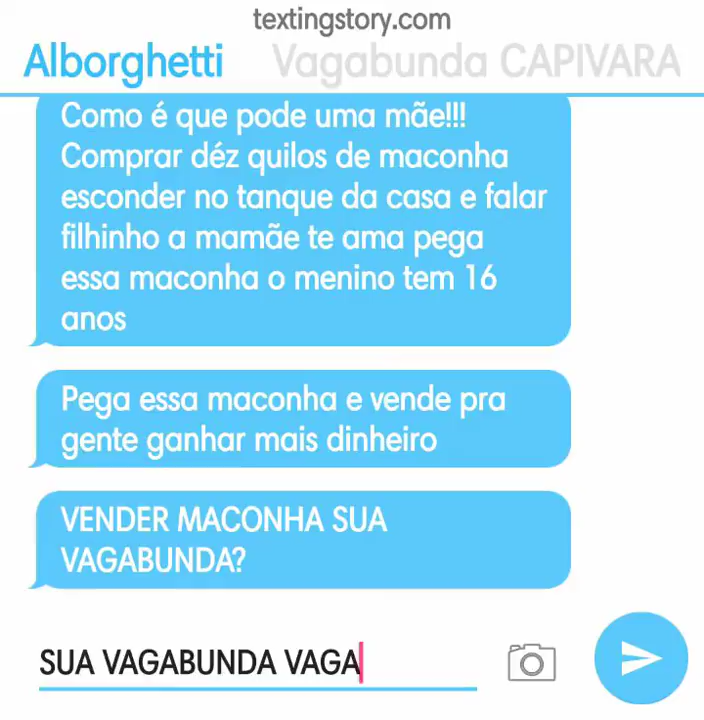 textingstory.com
Alborghetti Vagabunda CAPIVARA
Como é que pode uma mãe!!!
Comprar déz quilos de maconha
esconder no tanque da casa e falar
filhinho a mamãe te ama pega
essa maconha o menino tem 16
anos
Pega essa maconha e vende pra
gente ganhar mais dinheiro
VENDER MACONHA SUA
VAGABUNDA?
SUA VAGABUNDA VAGA